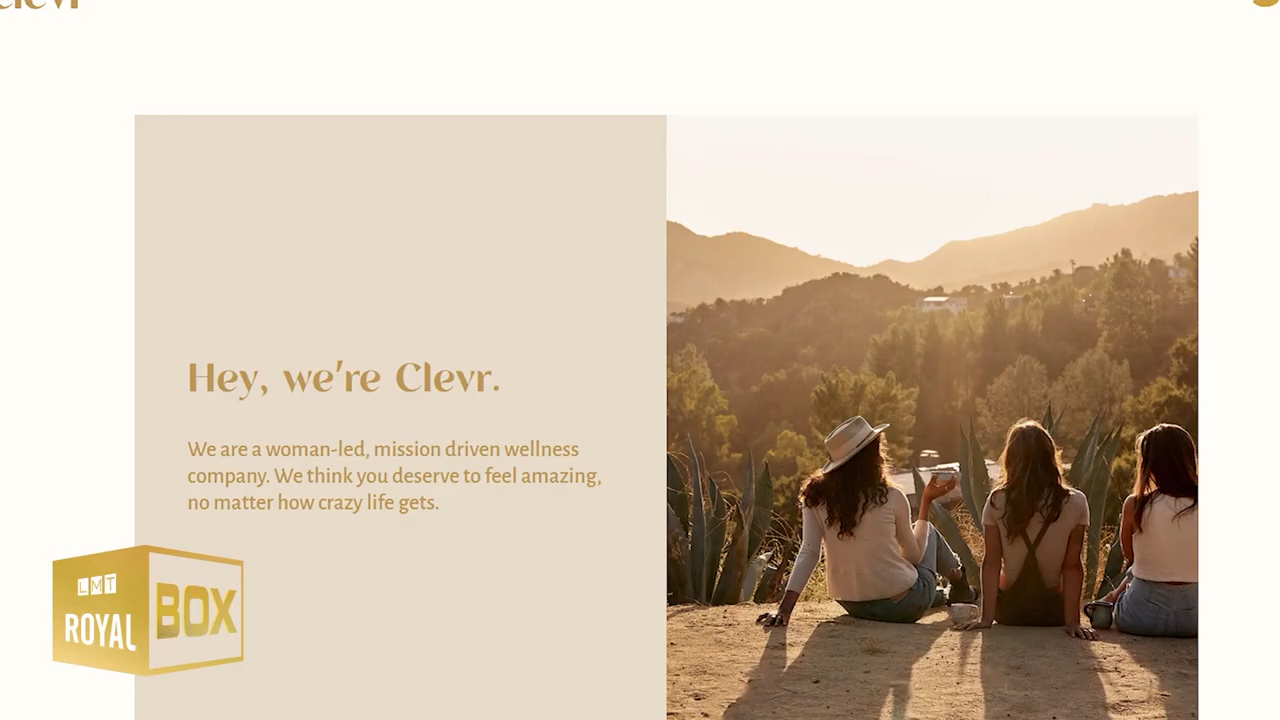 Clevr
Hey, we're Clevr.
We are a woman-led, mission driven wellness
company. We think you deserve to feel amazing,
no matter how crazy life gets.
LMT
ROYAL
BOX